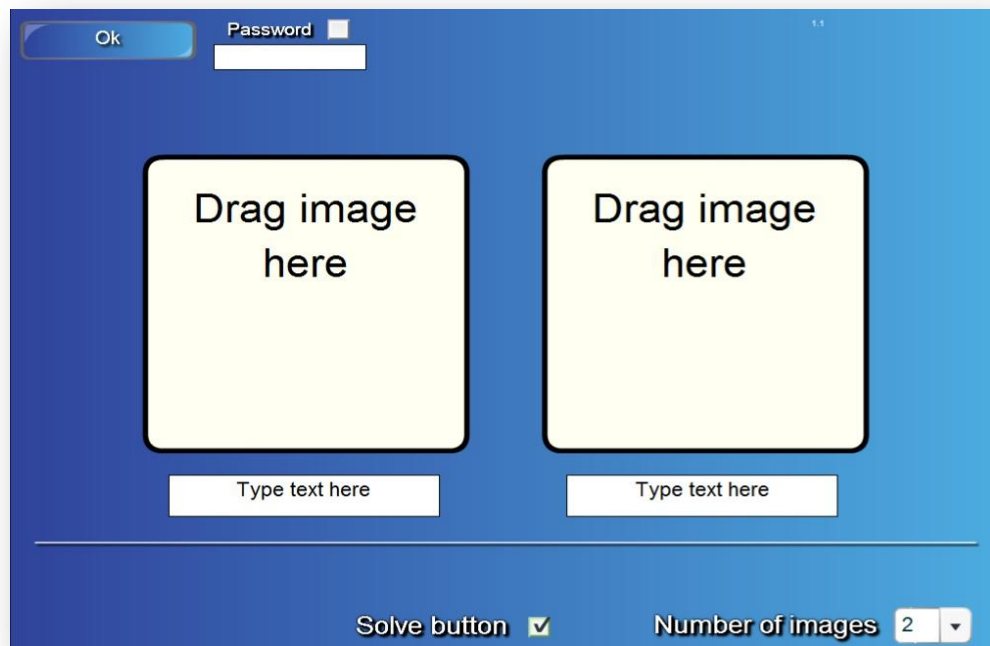 Ok
Password
1.1
Drag image
here
Drag image
here
Type text here
Type text here
Solve button
Number of images 2